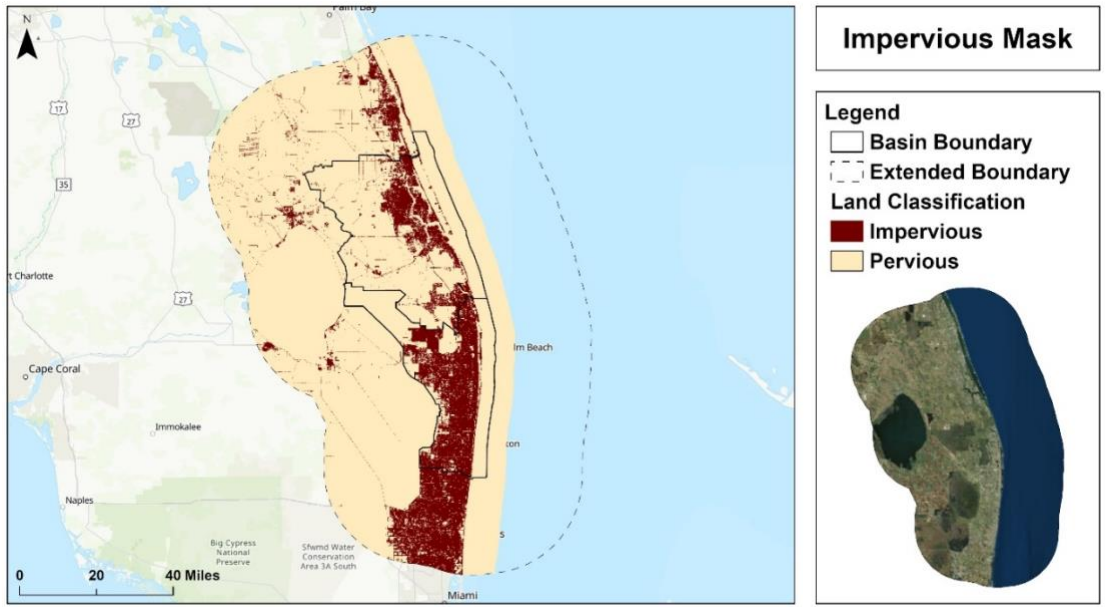 Palm Bay
N
17
27
35
rt Charlotte
27
Cape Coral
lm Beach
Immokalee
ton
Naples
s
Big Cypress
National
Preserve
Sfwmd Water
Conservation
Area 3A South
0 20 40 Miles
Miami
Impervious Mask
Legend
Basin Boundary
Extended Boundary
Land Classification
Impervious
Pervious